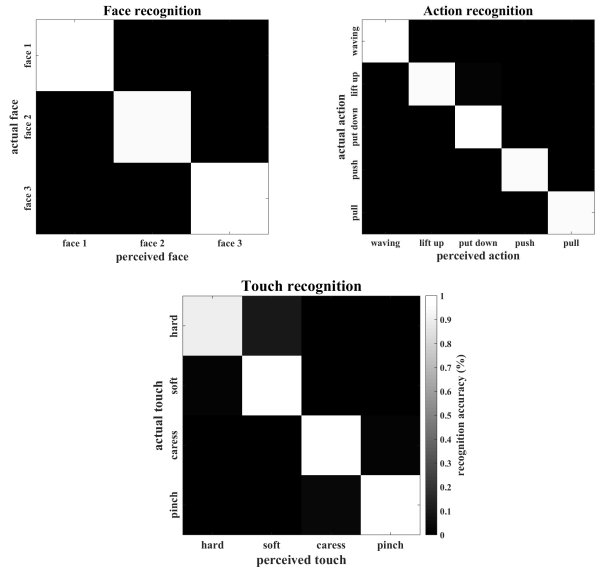 Face recognition
actual face
face 1
face 2
face 3
face 1 face 2 face 3
perceived face
Action recognition
actual action
waving
lift up
put down
push
pull
waving lift up put down push pull
perceived action
Touch recognition
actual touch
hard
soft
caress
pinch
hard soft caress pinch
perceived touch
1
0.9
0.8
0.7
0.6
0.5
0.4
0.3
0.2
0.1
0
recognition accuracy (%)